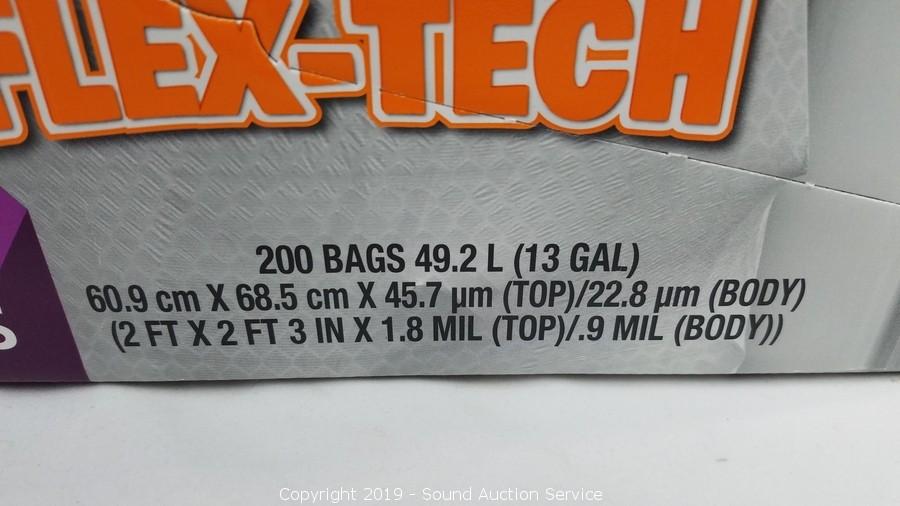 FLEX-TECH
200 BAGS 49.2 L (13 GAL)
60.9 cm X 68.5 cm X 45.7 µm (TOP)/22.8 µm (BODY)
(2 FT X 2 FT 3 IN X 1.8 MIL (TOP)/.9 MIL (BODY))
Copyright 2019 - Sound Auction Service